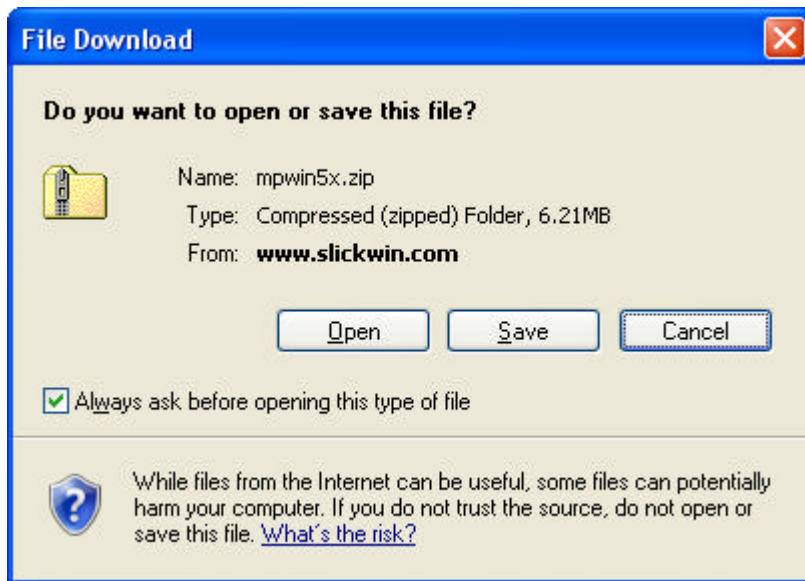 File Download
Do you want to open or save this file?
Name: mpwin5x.zip
Type: Compressed (zipped) Folder, 6.21MB
From: www.slickwin.com
Open Save Cancel
Always ask before opening this type of file
While files from the Internet can be useful, some files can potentially
harm your computer. If you do not trust the source, do not open or
save this file. What's the risk?